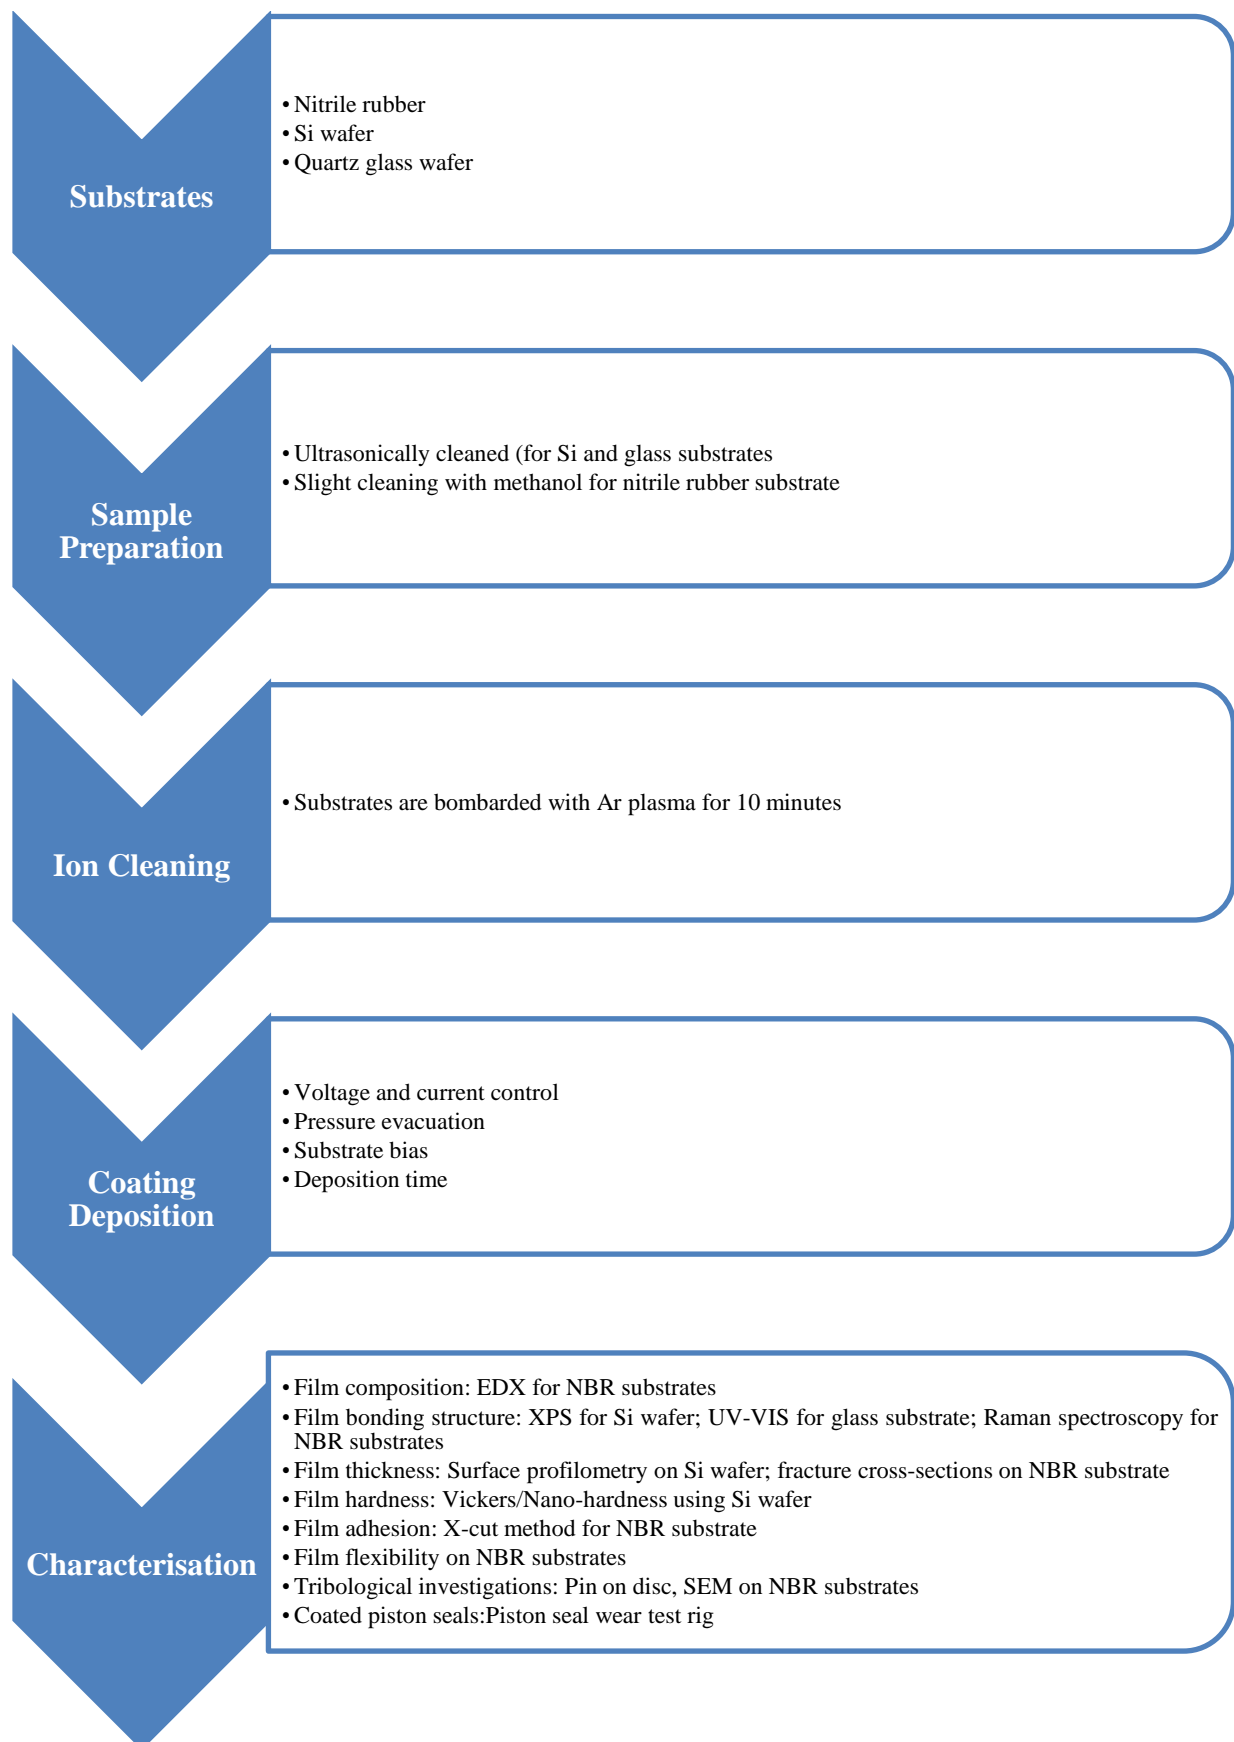 Substrates
• Nitrile rubber
• Si wafer
• Quartz glass wafer
Sample
Preparation
• Ultrasonically cleaned (for Si and glass substrates
• Slight cleaning with methanol for nitrile rubber substrate
Ion Cleaning
• Substrates are bombarded with Ar plasma for 10 minutes
Coating
Deposition
• Voltage and current control
• Pressure evacuation
• Substrate bias
• Deposition time
Characterisation
• Film composition: EDX for NBR substrates
• Film bonding structure: XPS for Si wafer; UV-VIS for glass substrate; Raman spectroscopy for
NBR substrates
• Film thickness: Surface profilometry on Si wafer; fracture cross-sections on NBR substrate
• Film hardness: Vickers/Nano-hardness using Si wafer
• Film adhesion: X-cut method for NBR substrate
• Film flexibility on NBR substrates
• Tribological investigations: Pin on disc, SEM on NBR substrates
• Coated piston seals:Piston seal wear test rig